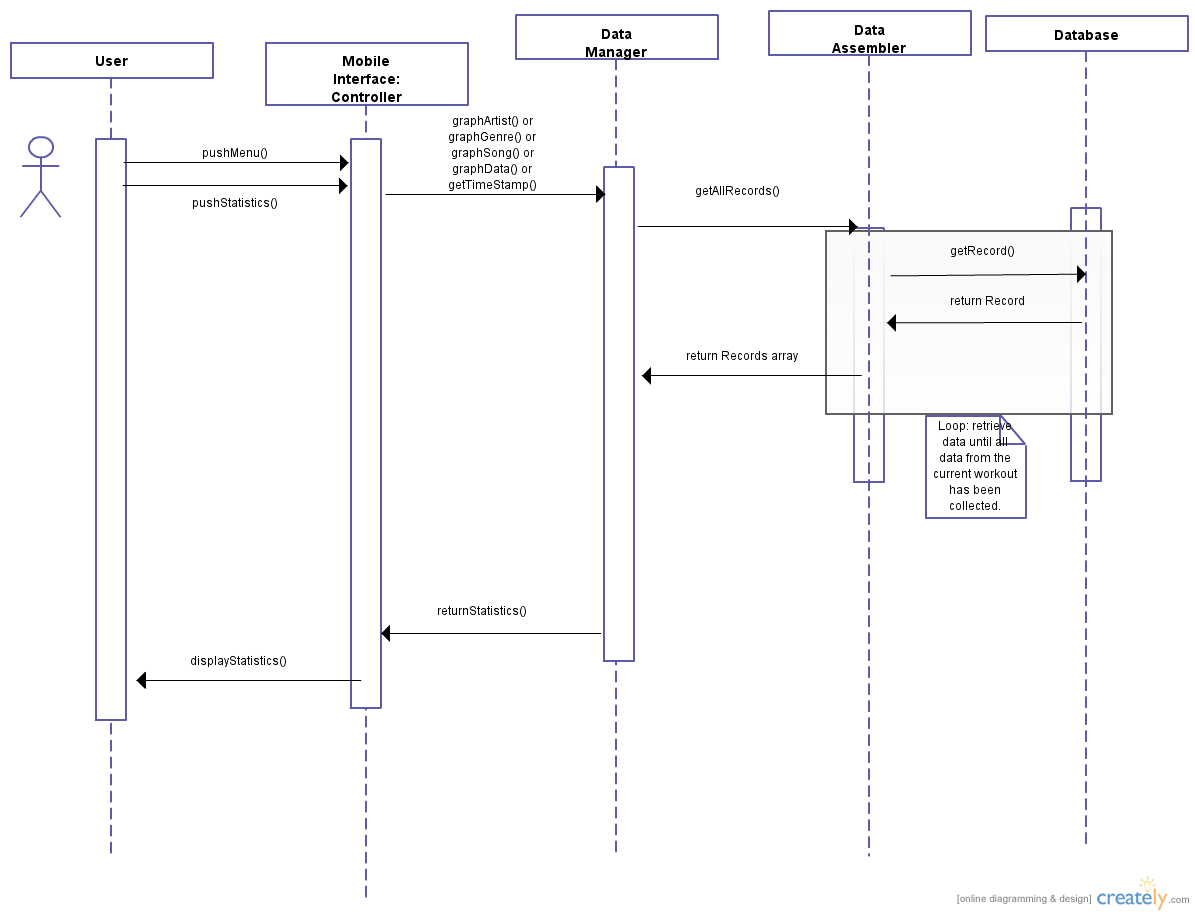 User
Mobile
Interface:
Controller
Data
Manager
Data
Assembler
Database
pushMenu()
pushStatistics()
graphArtist() or
graphGenre() or
graphSong() or
graphData() or
getTimeStamp()
getAllRecords()
getRecord()
return Record
return Records array
Loop: retrieve
data until all
data from the
current workout
has been
collected.
returnStatistics()
displayStatistics()
[online diagramming & design] creately.com